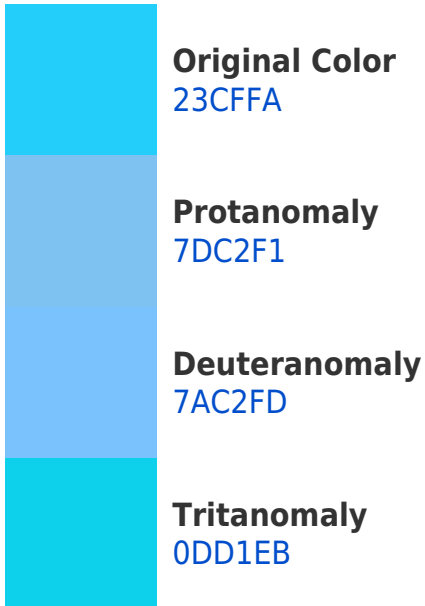 Original Color
23CFFA
Protanomaly
7DC2F1
Deuteranomaly
7AC2FD
Tritanomaly
0DD1EB